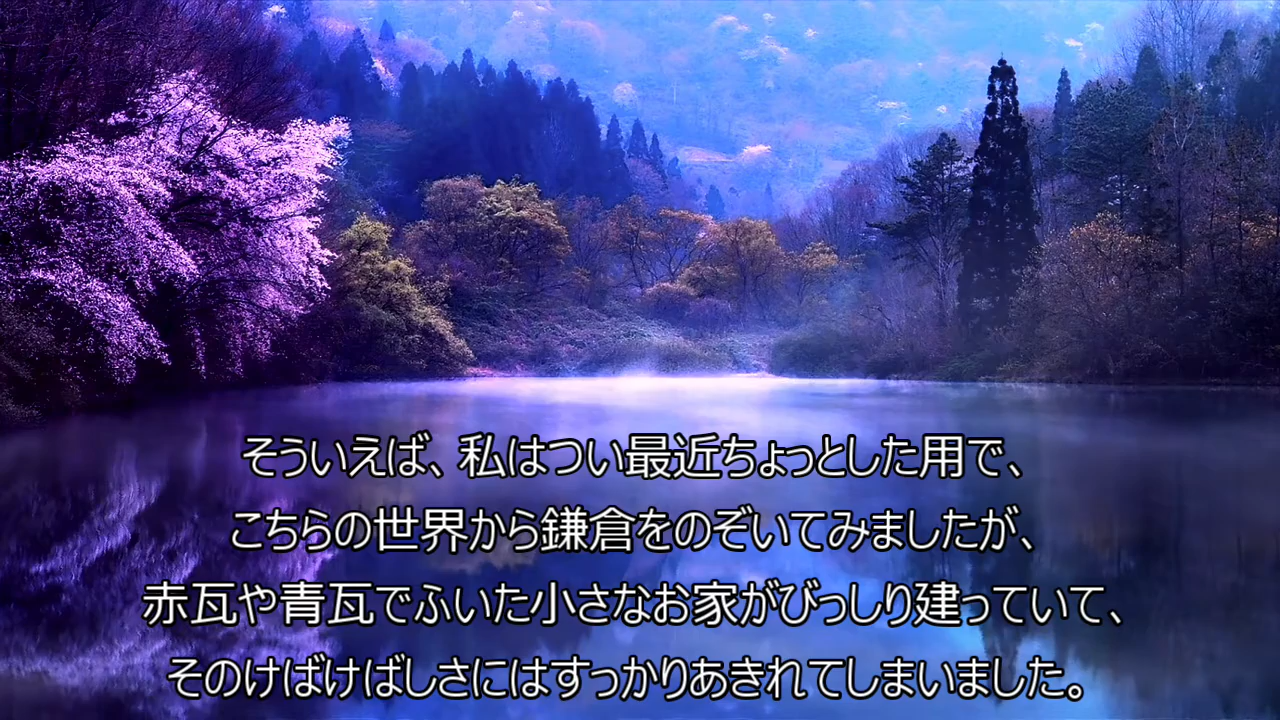 そういえば、私はつい最近ちょっとした用で、
こちらの世界から鎌倉をのぞいてみましたが、
赤瓦や青瓦でふいた小さなお家がびっしり建っていて、
そのけばけばしさにはすっかりあきれてしまいました。